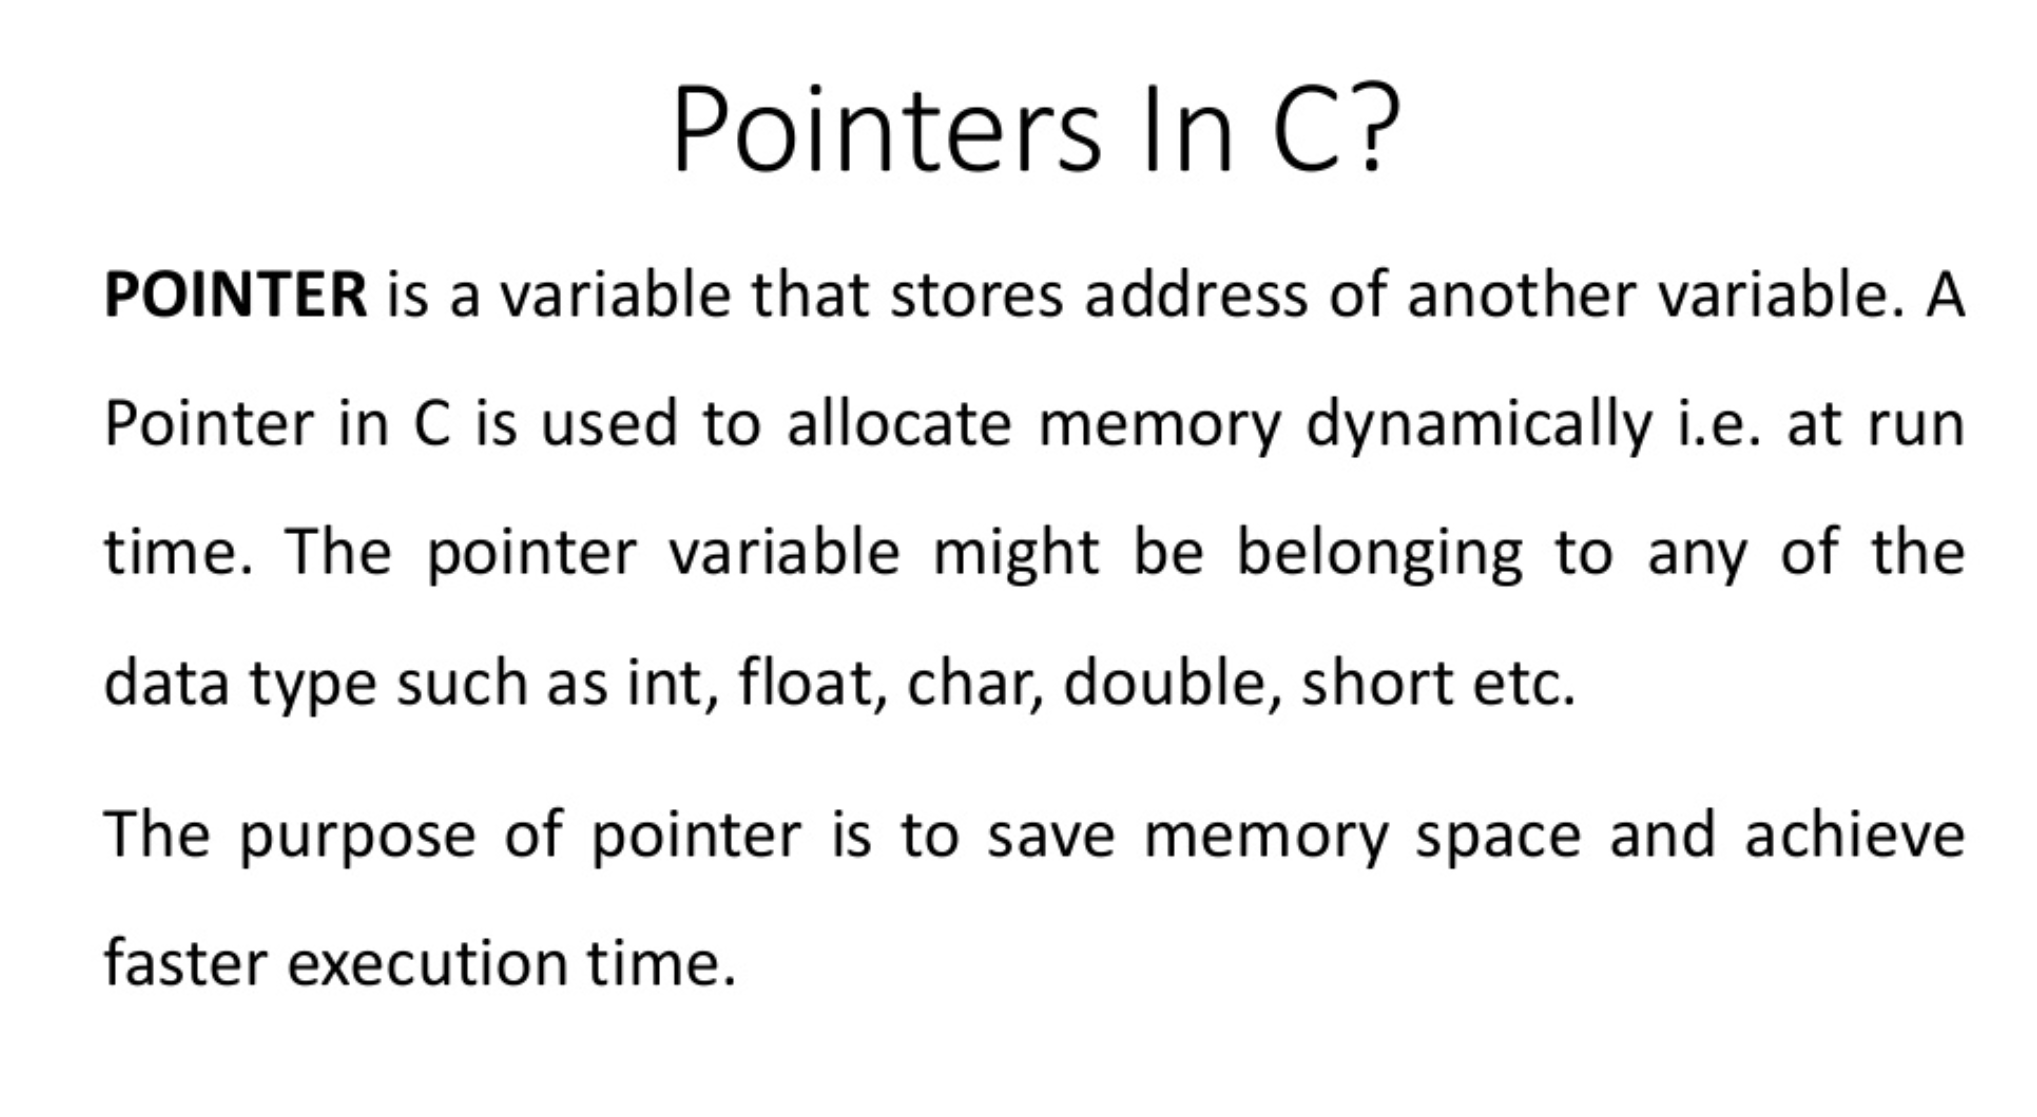 Pointers In C?
POINTER is a variable that stores address of another variable. A
Pointer in C is used to allocate memory dynamically i.e. at run
time. The pointer variable might be belonging to any of the
data type such as int, float, char, double, short etc.
The purpose of pointer is to save memory space and achieve
faster execution time.